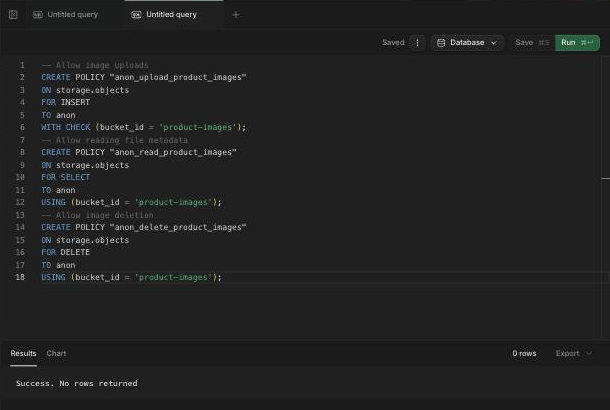 SQL Untitled query
SQL Untitled query +
Saved Database Save ⌘S Run ⌘↵
1 -- Allow image uploads
2 CREATE POLICY "anon_upload_product_images"
3 ON storage.objects
4 FOR INSERT
5 TO anon
6 WITH CHECK (bucket_id = 'product-images');
7 -- Allow reading file metadata
8 CREATE POLICY "anon_read_product_images"
9 ON storage.objects
10 FOR SELECT
11 TO anon
12 USING (bucket_id = 'product-images');
13 -- Allow image deletion
14 CREATE POLICY "anon_delete_product_images"
15 ON storage.objects
16 FOR DELETE
17 TO anon
18 USING (bucket_id = 'product-images');
Results Chart 0 rows Export
Success. No rows returned